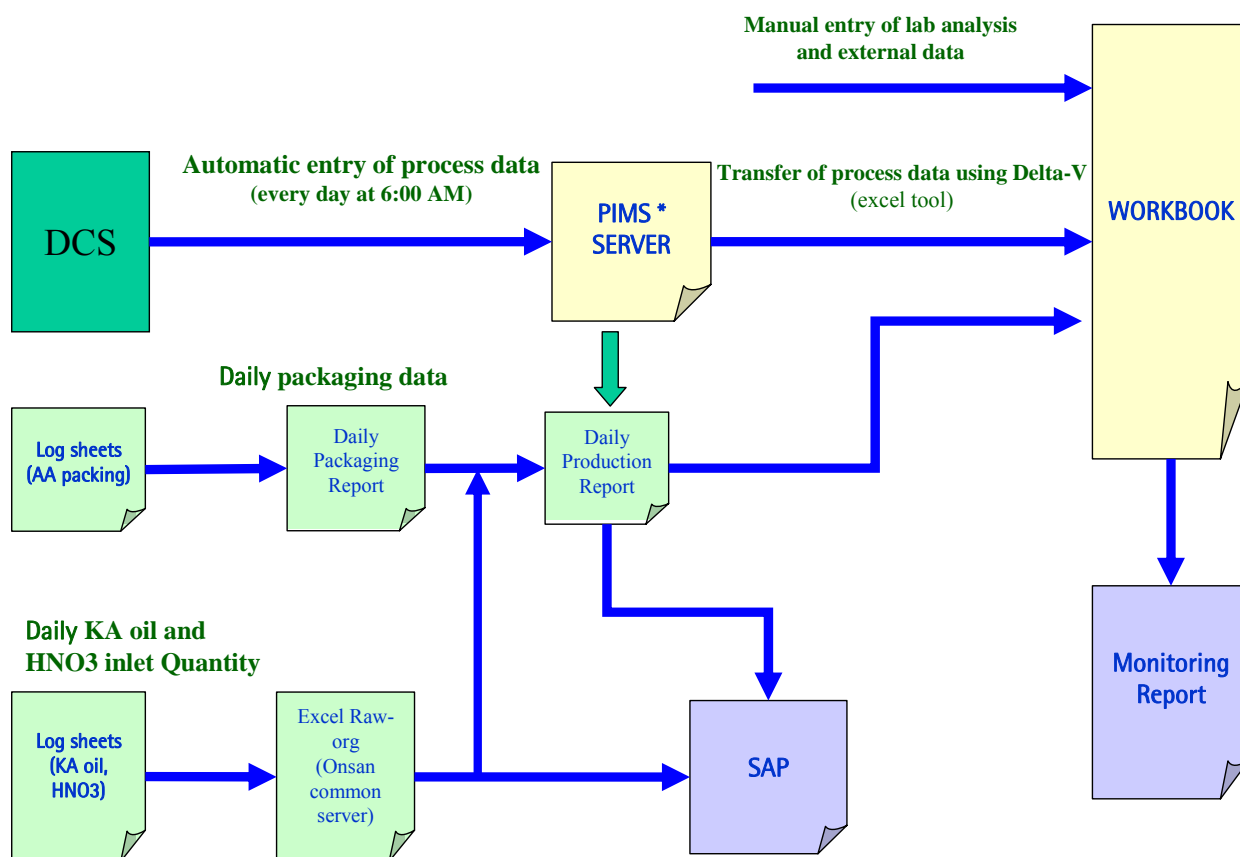 Manual entry of lab analysis
and external data
Automatic entry of process data
(every day at 6:00 AM)
Transfer of process data using Delta-V
(excel tool)
DCS
PIMS *
SERVER
WORKBOOK
Daily packaging data
Log sheets
(AA packing)
Daily
Packaging
Report
Daily
Production
Report
Daily KA oil and
HNO3 inlet Quantity
Log sheets
(KA oil,
HNO3)
Excel Raw-
org
(Onsan
common
server)
SAP
Monitoring
Report